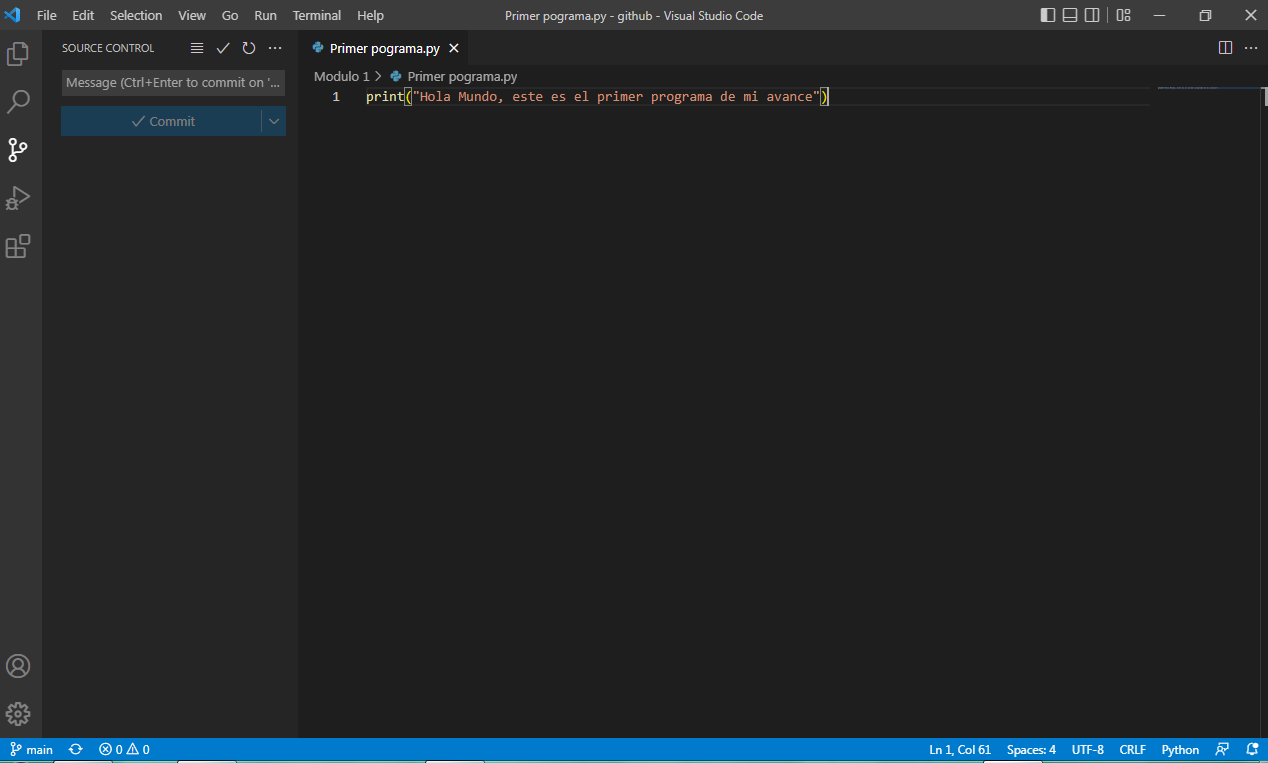 File Edit Selection View Go Run Terminal Help Primer pograma.py - github - Visual Studio Code
SOURCE CONTROL
Primer pograma.py
Message (Ctrl+Enter to commit on '...
Commit
Modulo 1 > Primer pograma.py
1 print("Hola Mundo, este es el primer programa de mi avance")
main 0 0 Ln 1, Col 61 Spaces: 4 UTF-8 CRLF Python